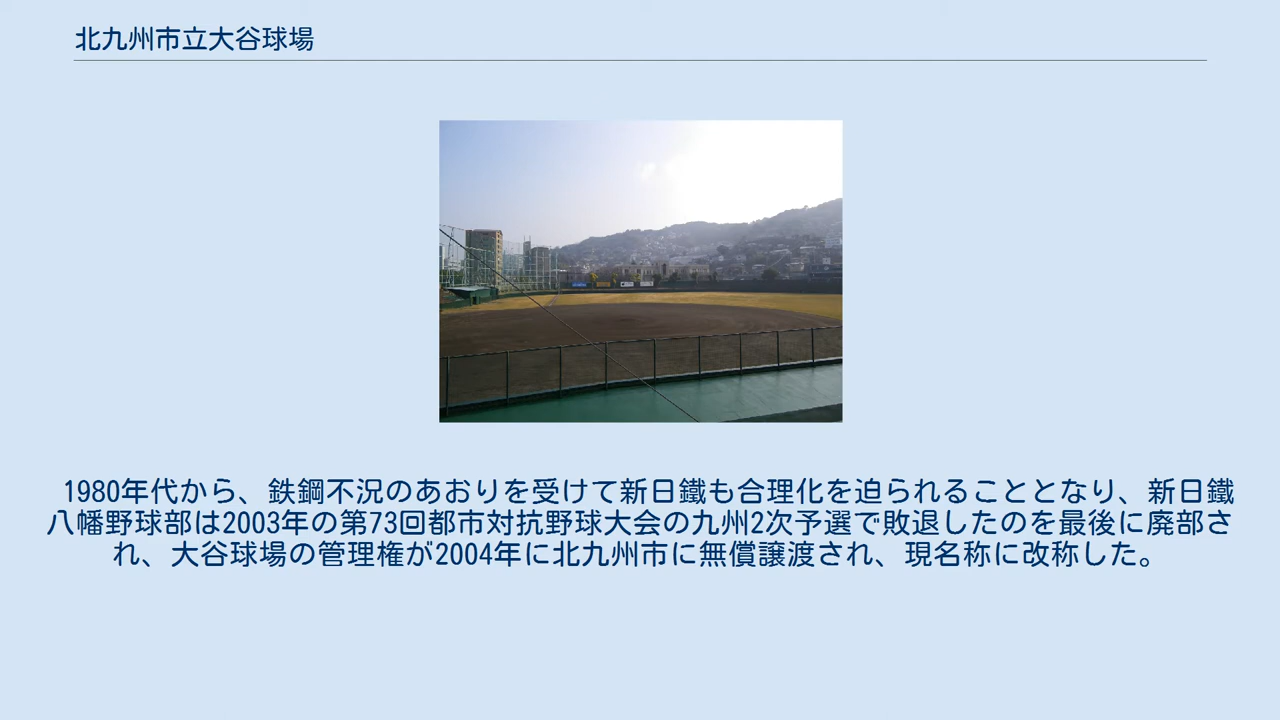 北九州市立大谷球場
1980年代から、鉄鋼不況のあおりを受けて新日鐵も合理化を迫られることとなり、新日鐵
八幡野球部は2003年の第73回都市対抗野球大会の九州2次予選で敗退したのを最後に廃部さ
れ、大谷球場の管理権が2004年に北九州市に無償譲渡され、現名称に改称した。